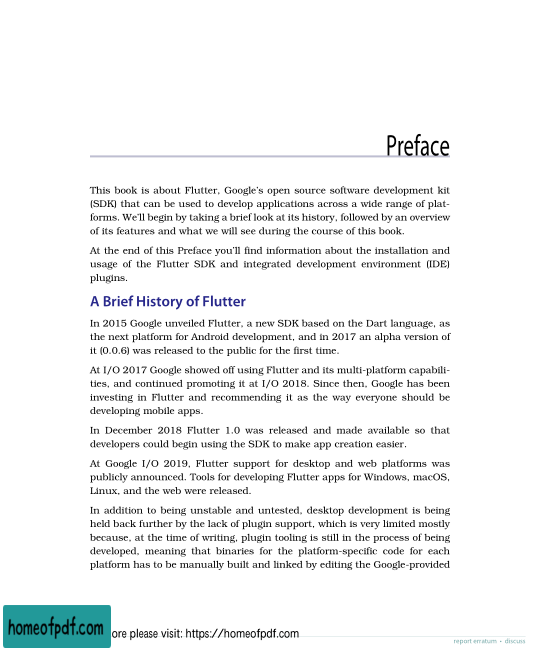 Preface
This book is about Flutter, Google's open source software development kit
(SDK) that can be used to develop applications across a wide range of plat-
forms. We'll begin by taking a brief look at its history, followed by an overview
of its features and what we will see during the course of this book.
At the end of this Preface you'll find information about the installation and
usage of the Flutter SDK and integrated development environment (IDE)
plugins.
A Brief History of Flutter
In 2015 Google unveiled Flutter, a new SDK based on the Dart language, as
the next platform for Android development, and in 2017 an alpha version of
it (0.0.6) was released to the public for the first time.
At I/O 2017 Google showed off using Flutter and its multi-platform capabili-
ties, and continued promoting it at I/O 2018. Since then, Google has been
investing in Flutter and recommending it as the way everyone should be
developing mobile apps.
In December 2018 Flutter 1.0 was released and made available so that
developers could begin using the SDK to make app creation easier.
At Google I/O 2019, Flutter support for desktop and web platforms was
publicly announced. Tools for developing Flutter apps for Windows, macOS,
Linux, and the web were released.
In addition to being unstable and untested, desktop development is being
held back further by the lack of plugin support, which is very limited mostly
because, at the time of writing, plugin tooling is still in the process of being
developed, meaning that binaries for the platform-specific code for each
platform has to be manually built and linked by editing the Google-provided
homeofpdf.com
ore please visit: https://homeofpdf.com
report erratum • discuss